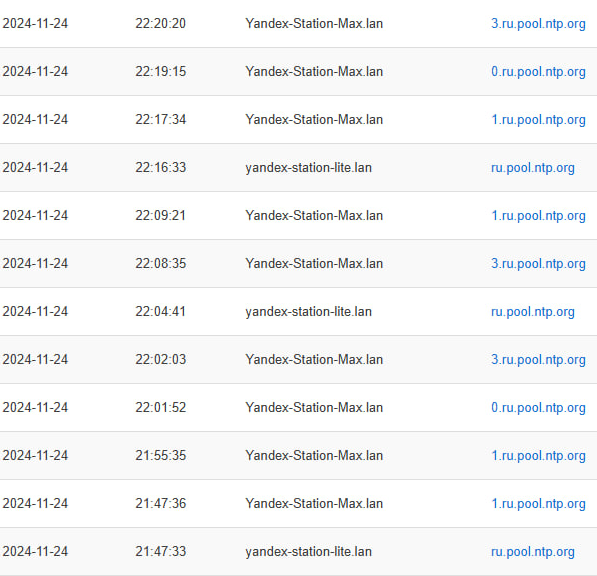 2024-11-24 22:20:20 Yandex-Station-Max.lan 3.ru.pool.ntp.org
2024-11-24 22:19:15 Yandex-Station-Max.lan 0.ru.pool.ntp.org
2024-11-24 22:17:34 Yandex-Station-Max.lan 1.ru.pool.ntp.org
2024-11-24 22:16:33 yandex-station-lite.lan ru.pool.ntp.org
2024-11-24 22:09:21 Yandex-Station-Max.lan 1.ru.pool.ntp.org
2024-11-24 22:08:35 Yandex-Station-Max.lan 3.ru.pool.ntp.org
2024-11-24 22:04:41 yandex-station-lite.lan ru.pool.ntp.org
2024-11-24 22:02:03 Yandex-Station-Max.lan 3.ru.pool.ntp.org
2024-11-24 22:01:52 Yandex-Station-Max.lan 0.ru.pool.ntp.org
2024-11-24 21:55:35 Yandex-Station-Max.lan 1.ru.pool.ntp.org
2024-11-24 21:47:36 Yandex-Station-Max.lan 1.ru.pool.ntp.org
2024-11-24 21:47:33 yandex-station-lite.lan ru.pool.ntp.org